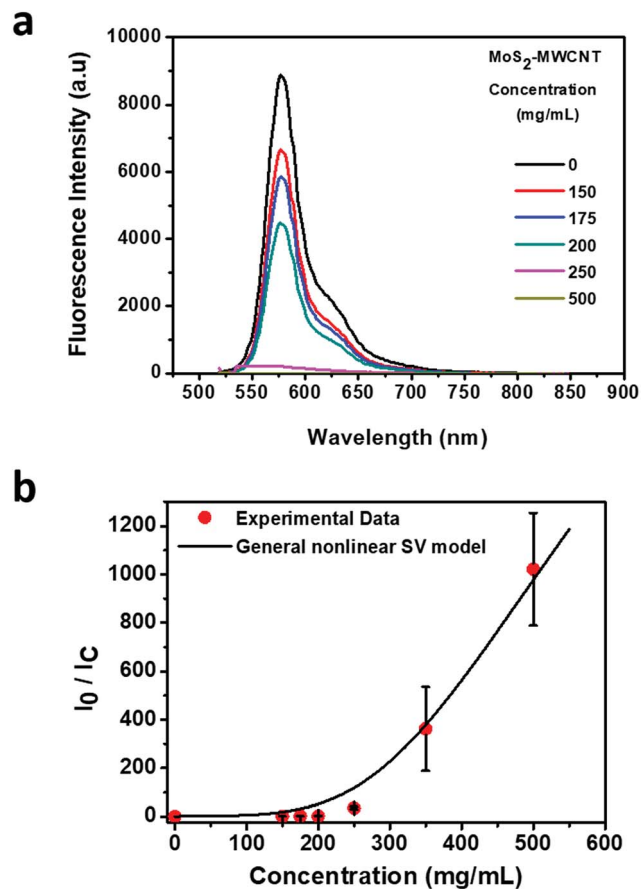 a
10000
8000
6000
4000
2000
0
Fluorescence Intensity (a.u)
MoS2-MWCNT
Concentration
(mg/mL)
0
150
175
200
250
500
500 550 600 650 700 750 800 850 900
Wavelength (nm)
b
1200
1000
800
600
400
200
0
I0 / IC
Experimental Data
General nonlinear SV model
0 100 200 300 400 500 600
Concentration (mg/mL)